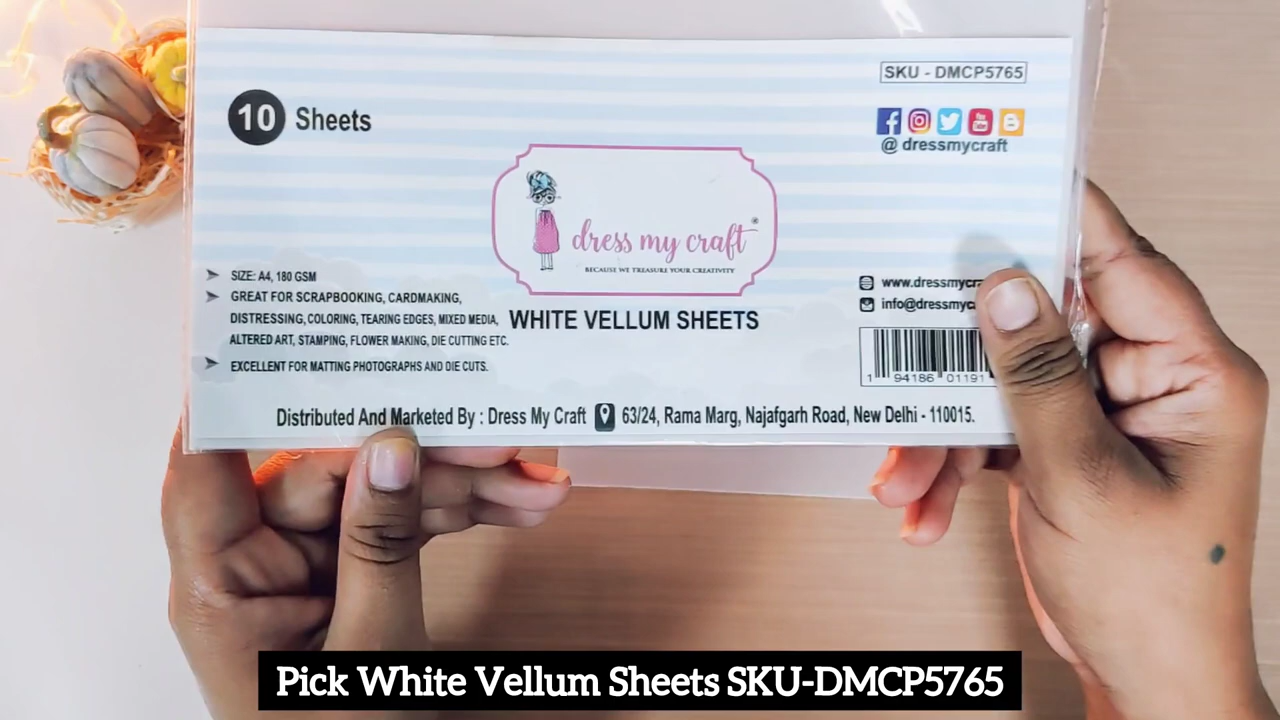 SKU - DMCP5765
10 Sheets
@ dressmycraft
dress my craft ®
BECAUSE WE TREASURE YOUR CREATIVITY
SIZE: A4, 180 GSM
GREAT FOR SCRAPBOOKING, CARDMAKING,
DISTRESSING, COLORING, TEARING EDGES, MIXED MEDIA,
ALTERED ART, STAMPING, FLOWER MAKING, DIE CUTTING ETC.
EXCELLENT FOR MATTING PHOTOGRAPHS AND DIE CUTS.
WHITE VELLUM SHEETS
1 94186 01191
Distributed And Marketed By : Dress My Craft 63/24, Rama Marg, Najafgarh Road, New Delhi - 110015.
Pick White Vellum Sheets SKU-DMCP5765